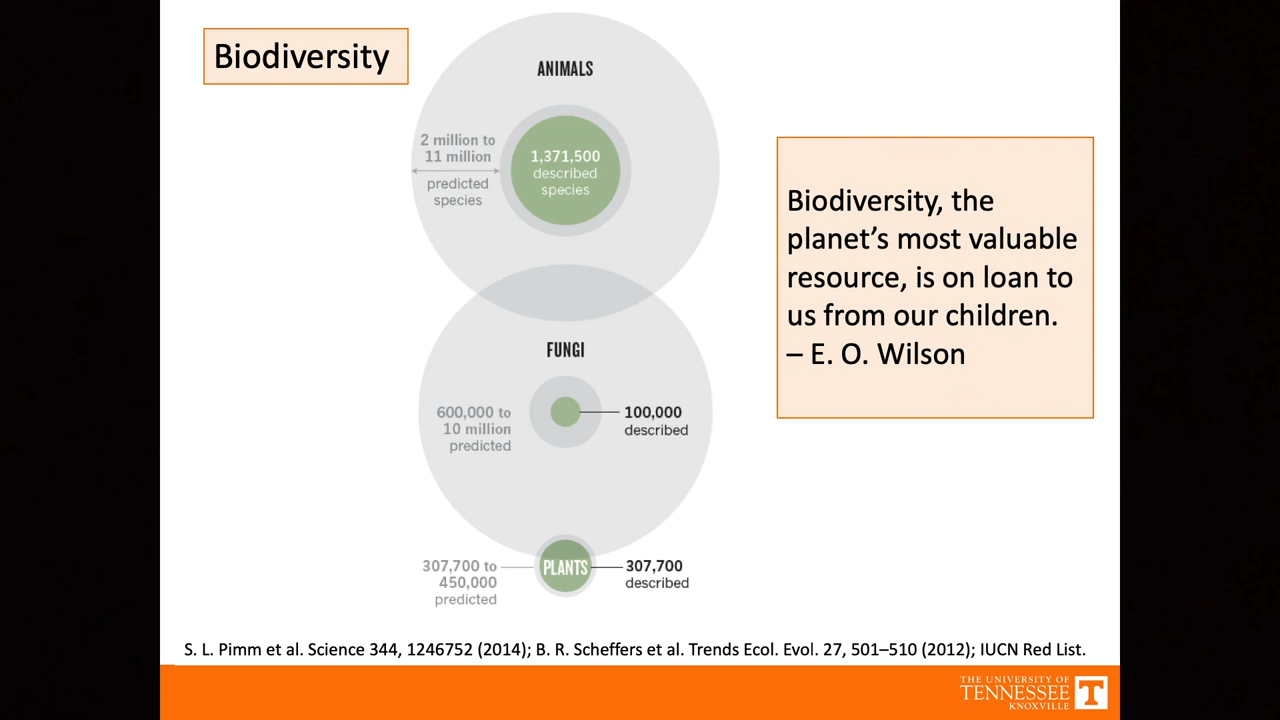 Biodiversity
ANIMALS
2 million to
11 million
predicted
species
1,371,500
described
species
Biodiversity, the
planet’s most valuable
resource, is on loan to
us from our children.
– E. O. Wilson
FUNGI
600,000 to
10 million
predicted
100,000
described
307,700 to
450,000
predicted
PLANTS
307,700
described
S. L. Pimm et al. Science 344, 1246752 (2014); B. R. Scheffers et al. Trends Ecol. Evol. 27, 501–510 (2012); IUCN Red List.
THE UNIVERSITY OF
TENNESSEE
KNOXVILLE
T